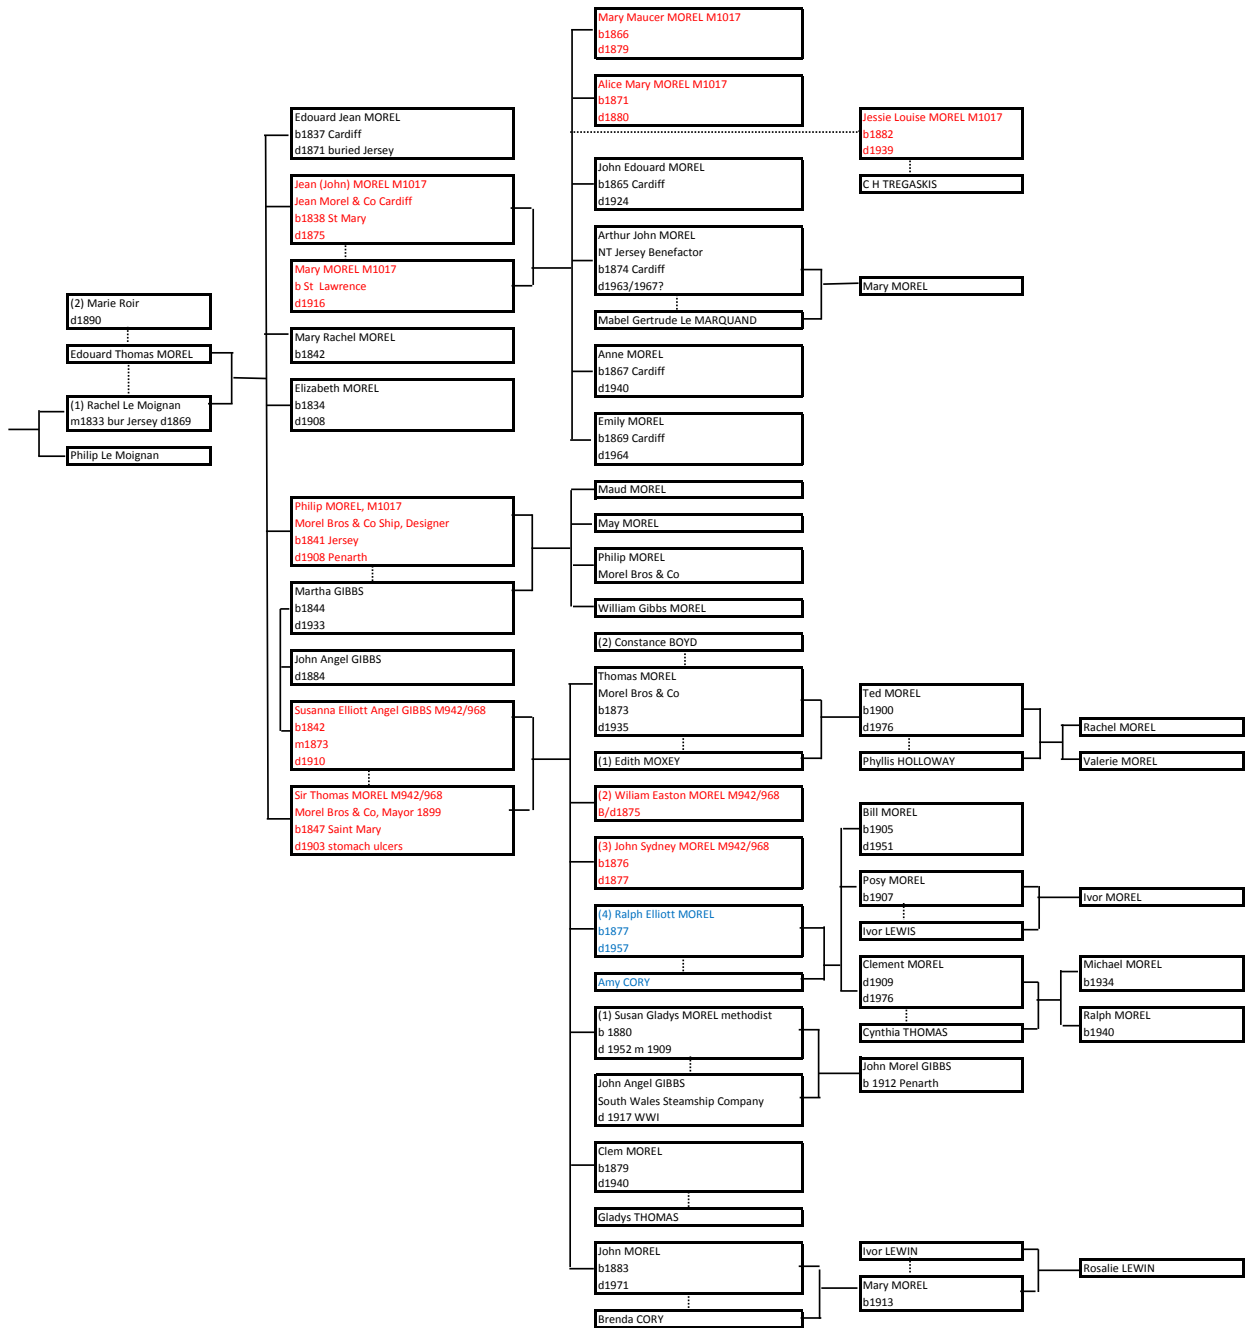 (2) Marie Roir
d1890
Edouard Thomas MOREL
(1) Rachel Le Moignan
m1833 bur Jersey d1869
Philip Le Moignan
Edouard Jean MOREL
b1837 Cardiff
d1871 buried Jersey
Jean (John) MOREL M1017
Jean Morel & Co Cardiff
b1838 St Mary
d1875
Mary MOREL M1017
b St  Lawrence
d1916
Mary Rachel MOREL
b1842
Elizabeth MOREL
b1834
d1908
Philip MOREL, M1017
Morel Bros & Co Ship, Designer
b1841 Jersey
d1908 Penarth
Martha GIBBS
b1844
d1933
John Angel GIBBS
d1884
Susanna Elliott Angel GIBBS M942/968
b1842
m1873
d1910
Sir Thomas MOREL M942/968
Morel Bros & Co, Mayor 1899
b1847 Saint Mary
d1903 stomach ulcers
Mary Maucer MOREL M1017
b1866
d1879
Alice Mary MOREL M1017
b1871
d1880
John Edouard MOREL
b1865 Cardiff
d1924
Arthur John MOREL
NT Jersey Benefactor
b1874 Cardiff
d1963/1967?
Mabel Gertrude Le MARQUAND
Anne MOREL
b1867 Cardiff
d1940
Emily MOREL
b1869 Cardiff
d1964
Maud MOREL
May MOREL
Philip MOREL
Morel Bros & Co
William Gibbs MOREL
(2) Constance BOYD
Thomas MOREL
Morel Bros & Co
b1873
d1935
(1) Edith MOXEY
(2) Wiliam Easton MOREL M942/968
B/d1875
(3) John Sydney MOREL M942/968
b1876
d1877
(4) Ralph Elliott MOREL
b1877
d1957
Amy CORY
(1) Susan Gladys MOREL methodist
b 1880
d 1952 m 1909
John Angel GIBBS
South Wales Steamship Company
d 1917 WWI
Clem MOREL
b1879
d1940
Gladys THOMAS
John MOREL
b1883
d1971
Brenda CORY
Jessie Louise MOREL M1017
b1882
d1939
C H TREGASKIS
Mary MOREL
Ted MOREL
b1900
d1976
Phyllis HOLLOWAY
Bill MOREL
b1905
d1951
Posy MOREL
b1907
Ivor LEWIS
Clement MOREL
d1909
d1976
Cynthia THOMAS
John Morel GIBBS
b 1912 Penarth
Ivor LEWIN
Mary MOREL
b1913
Rachel MOREL
Valerie MOREL
Ivor MOREL
Michael MOREL
b1934
Ralph MOREL
b1940
Rosalie LEWIN